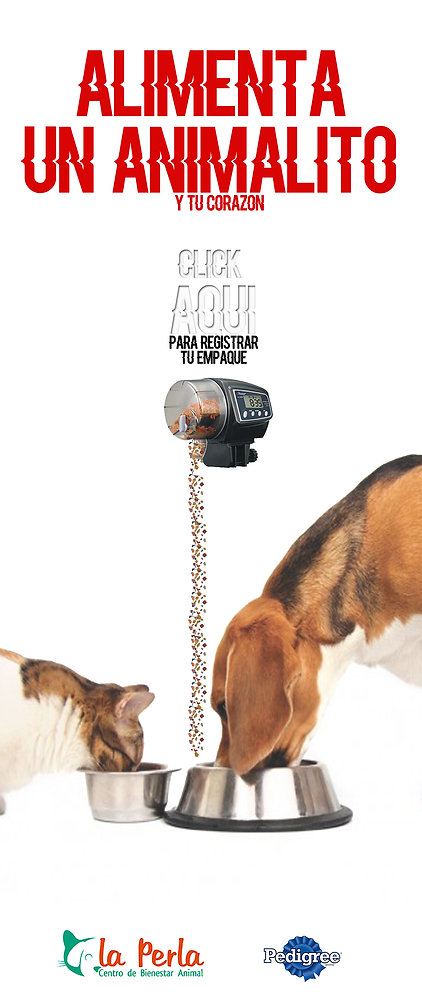 ALIMENTA
UN ANIMALITO
Y TU CORAZON
CLICK
AQUI
PARA REGISTRAR
TU EMPAQUE
la Perla
Centro de Bienestar Animal
Pedigree